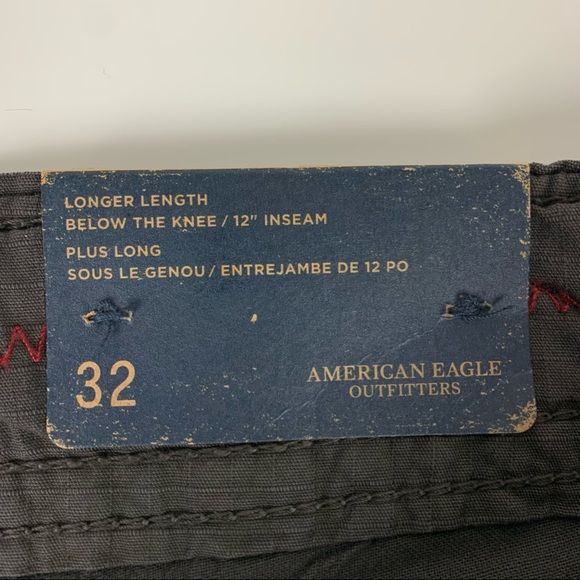 LONGER LENGTH
BELOW THE KNEE / 12" INSEAM
PLUS LONG
SOUS LE GENOU / ENTREJAMBE DE 12 PO
32
AMERICAN EAGLE
OUTFITTERS